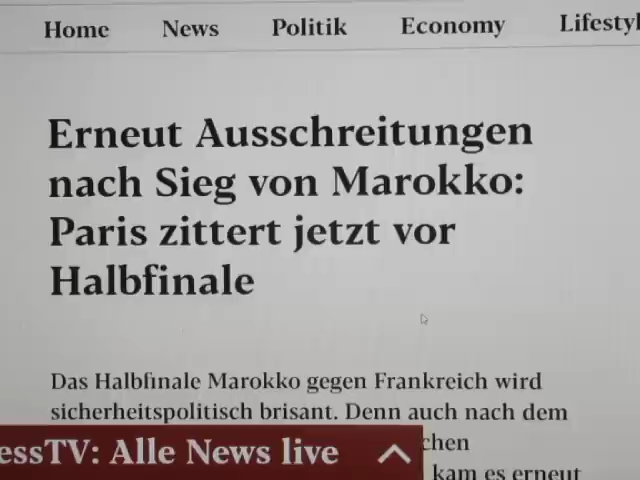 Home News Politik Economy
Erneut Ausschreitungen
nach Sieg von Marokko:
Paris zittert jetzt vor
Halbfinale
Das Halbfinale Marokko gegen Frankreich wird
sicherheitspolitisch brisant. Denn auch nach dem
essTV: Alle News live
chen
kam es erneut